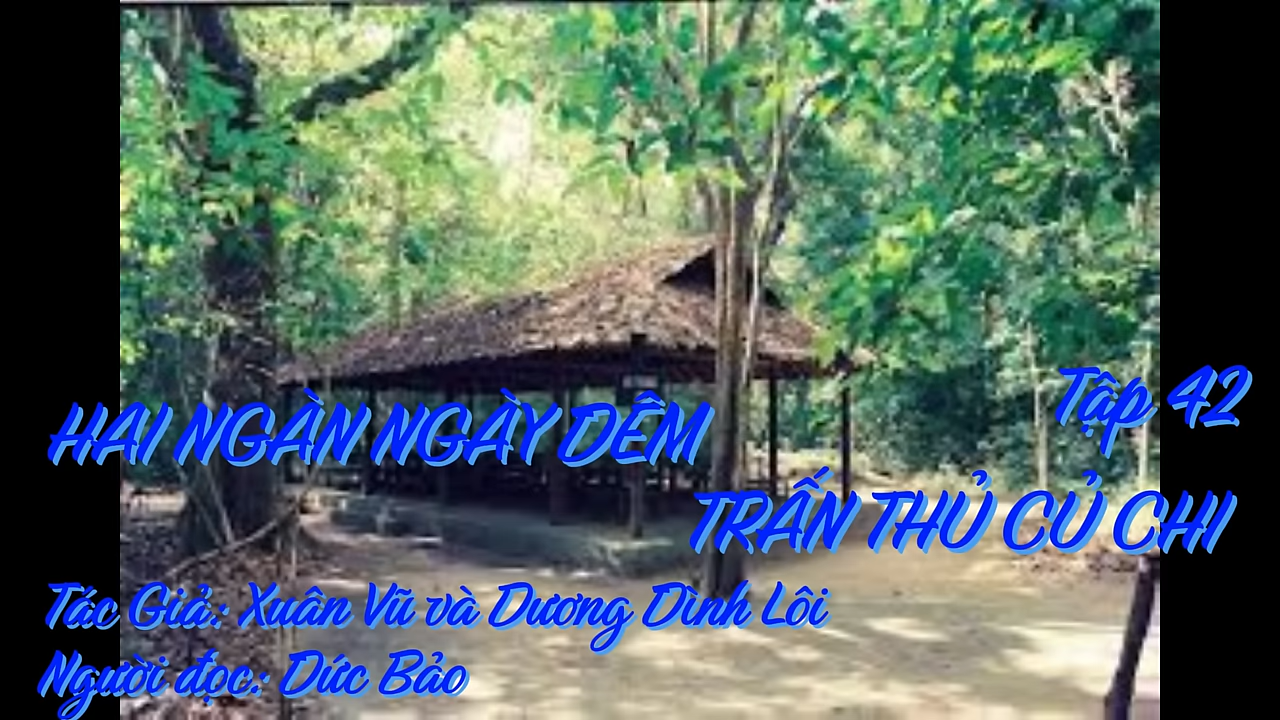 Tập 42
HAI NGÀN NGÀY ĐÊM
TRẤN THỦ CỦ CHI
Tác Giả: Xuân Vũ và Dương Đình Lôi
Người đọc: Đức Bảo